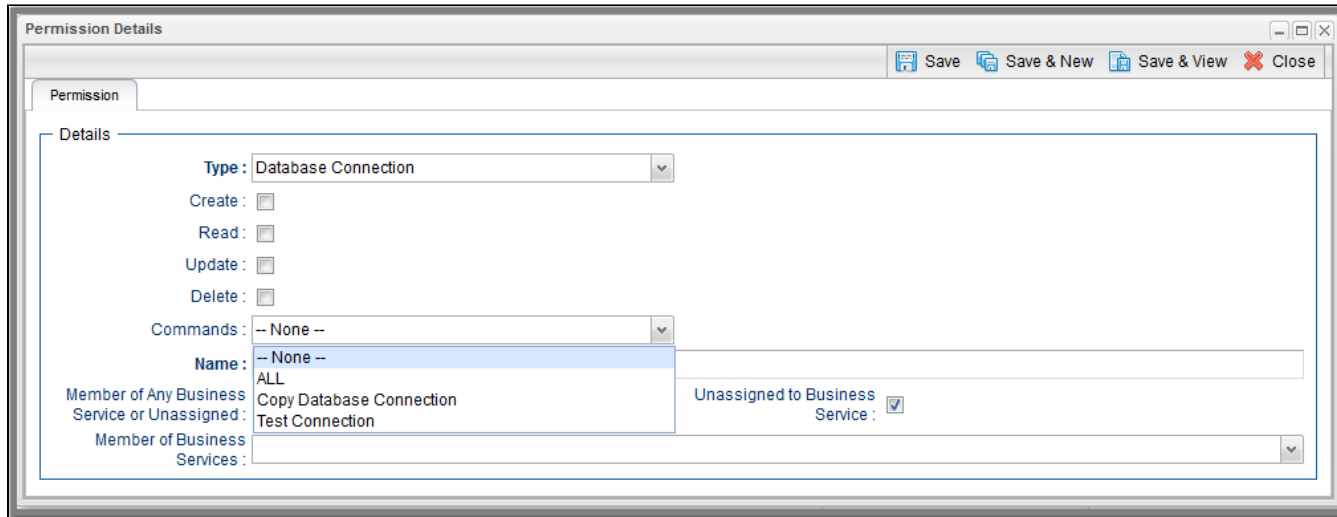 Permission Details
Save Save & New Save & View Close
Permission
Details
Type : Database Connection
Create :
Read :
Update :
Delete :
Commands : -- None --
Name : -- None --
ALL
Member of Any Business Copy Database Connection Unassigned to Business
Service or Unassigned : Test Connection Service :
Member of Business
Services :